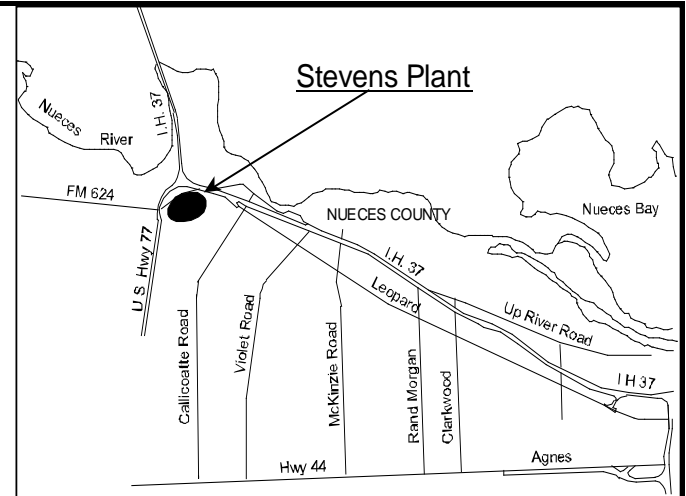 Stevens Plant
Nueces
River
I.H. 37
FM 624
U S Hwy 77
NUECES COUNTY
Nueces Bay
I.H. 37
Leopard
Up River Road
Callicoatte Road
Violet Road
McKinzie Road
Rand Morgan
Clarkwood
I H 37
Hwy 44
Agnes